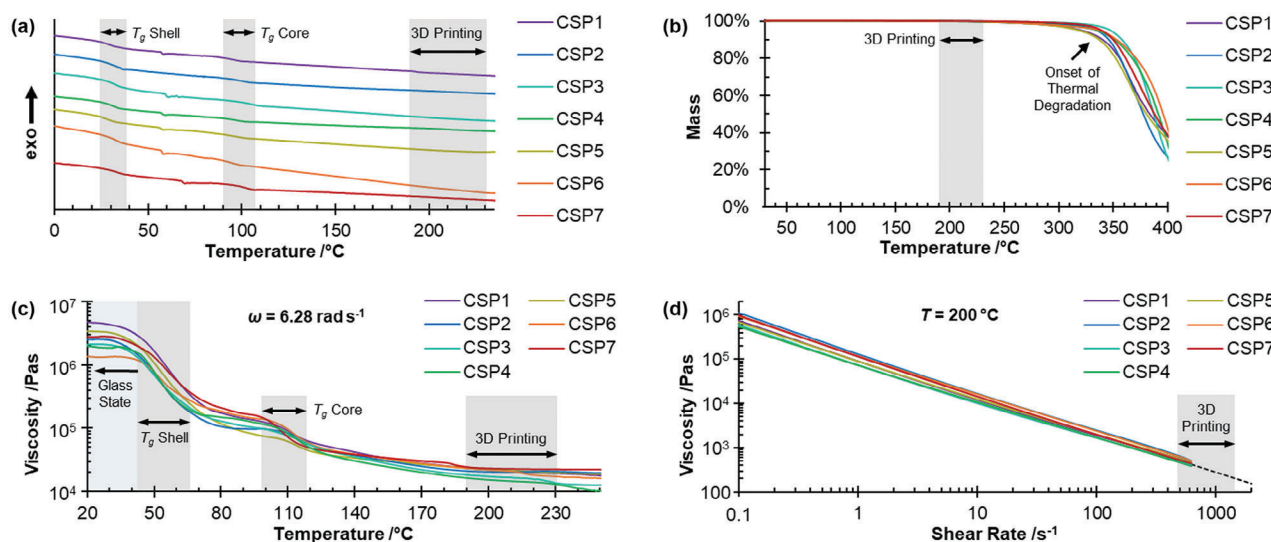 (a)
Tg Shell
Tg Core
3D Printing
exo
0
50
100
150
200
Temperature /ºC
CSP1
CSP2
CSP3
CSP4
CSP5
CSP6
CSP7
(b)
100%
80%
60%
40%
20%
0%
Mass
3D Printing
Onset of
Thermal
Degradation
50
100
150
200
250
300
350
400
Temperature /ºC
CSP1
CSP2
CSP3
CSP4
CSP5
CSP6
CSP7
(c)
10⁷
10⁶
10⁵
10⁴
Viscosity /Pas
ω = 6.28 rad s⁻¹
CSP1
CSP2
CSP3
CSP4
CSP5
CSP6
CSP7
Glass
State
Tg Shell
Tg Core
3D Printing
20
50
80
110
140
170
200
230
Temperature /ºC
(d)
10⁶
10⁵
10⁴
10³
100
Viscosity /Pas
T = 200 ºC
CSP1
CSP2
CSP3
CSP4
CSP5
CSP6
CSP7
3D
Printing
0.1
1
10
100
1000
Shear Rate /s⁻¹